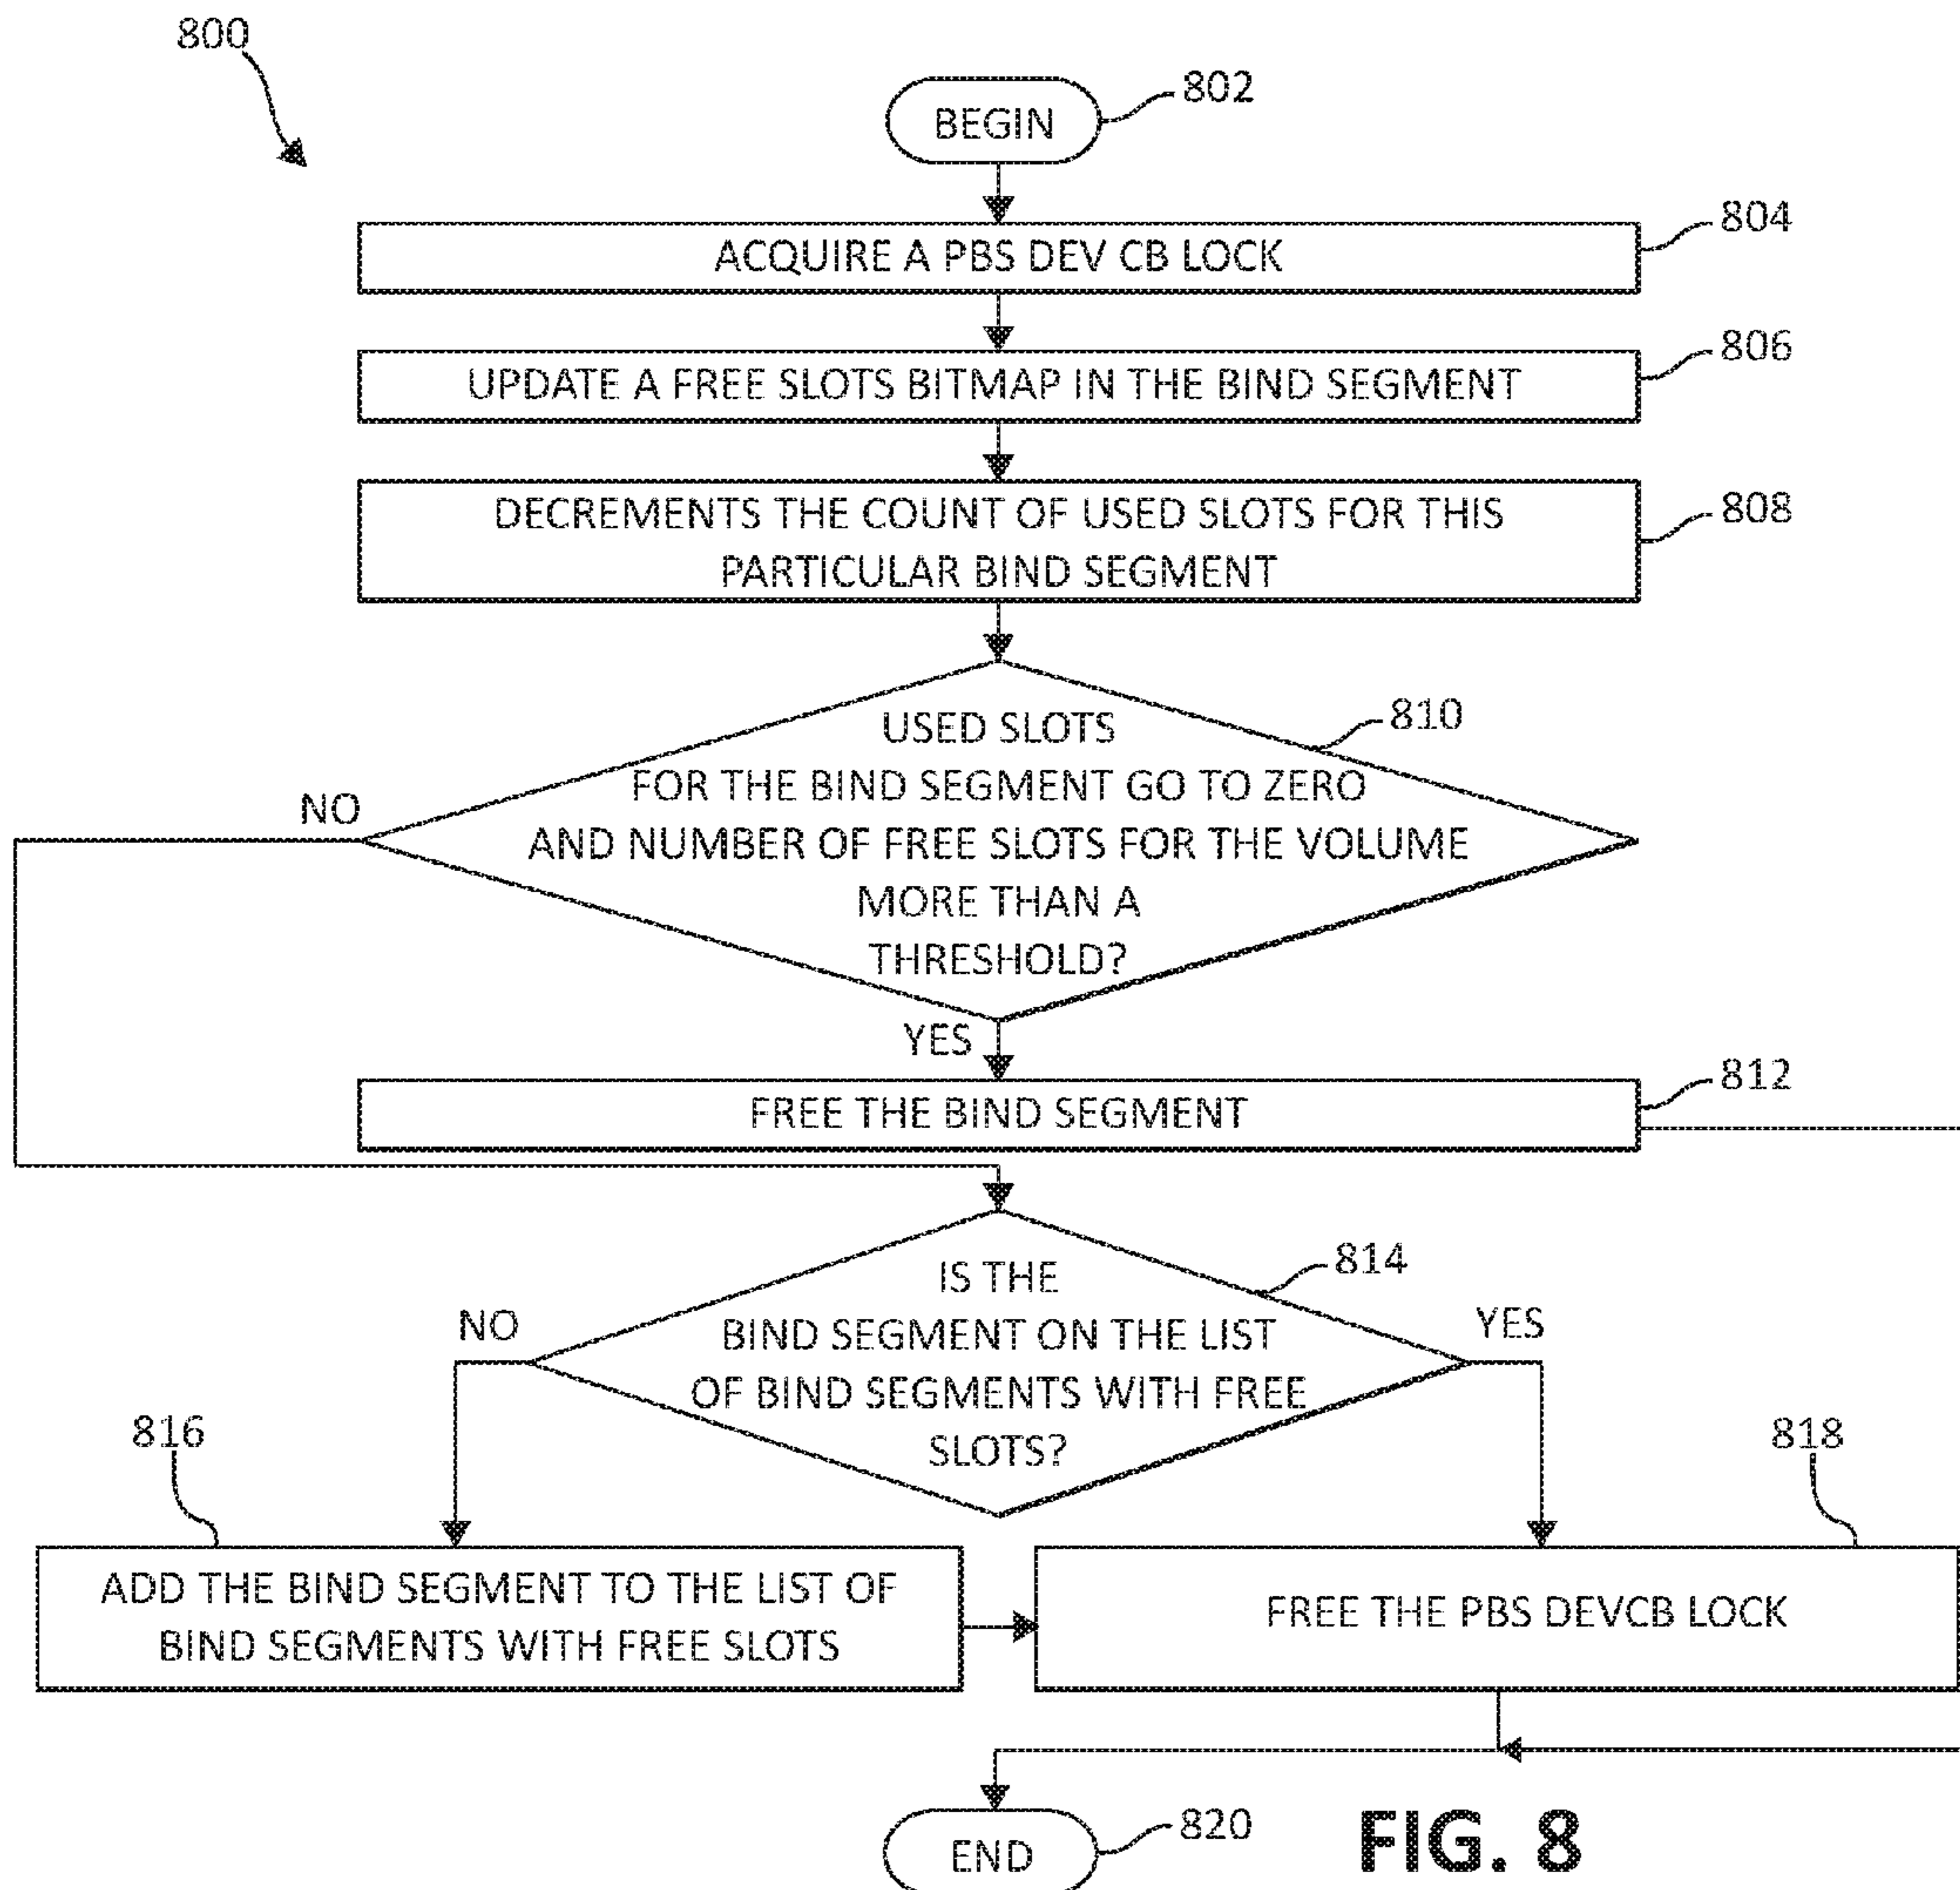 800
BEGIN
802
804
ACQUIRE A PBS DEV CB LOCK
806
UPDATE A FREE SLOTS BITMAP IN THE BIND SEGMENT
808
DECREMENTS THE COUNT OF USED SLOTS FOR THIS
PARTICULAR BIND SEGMENT
810
USED SLOTS
FOR THE BIND SEGMENT GO TO ZERO
AND NUMBER OF FREE SLOTS FOR THE VOLUME
MORE THAN A
THRESHOLD?
NO
YES
812
FREE THE BIND SEGMENT
814
IS THE
BIND SEGMENT ON THE LIST
OF BIND SEGMENTS WITH FREE
SLOTS?
NO
YES
816
818
ADD THE BIND SEGMENT TO THE LIST OF
BIND SEGMENTS WITH FREE SLOTS
FREE THE PBS DEVCB LOCK
END
820
FIG. 8